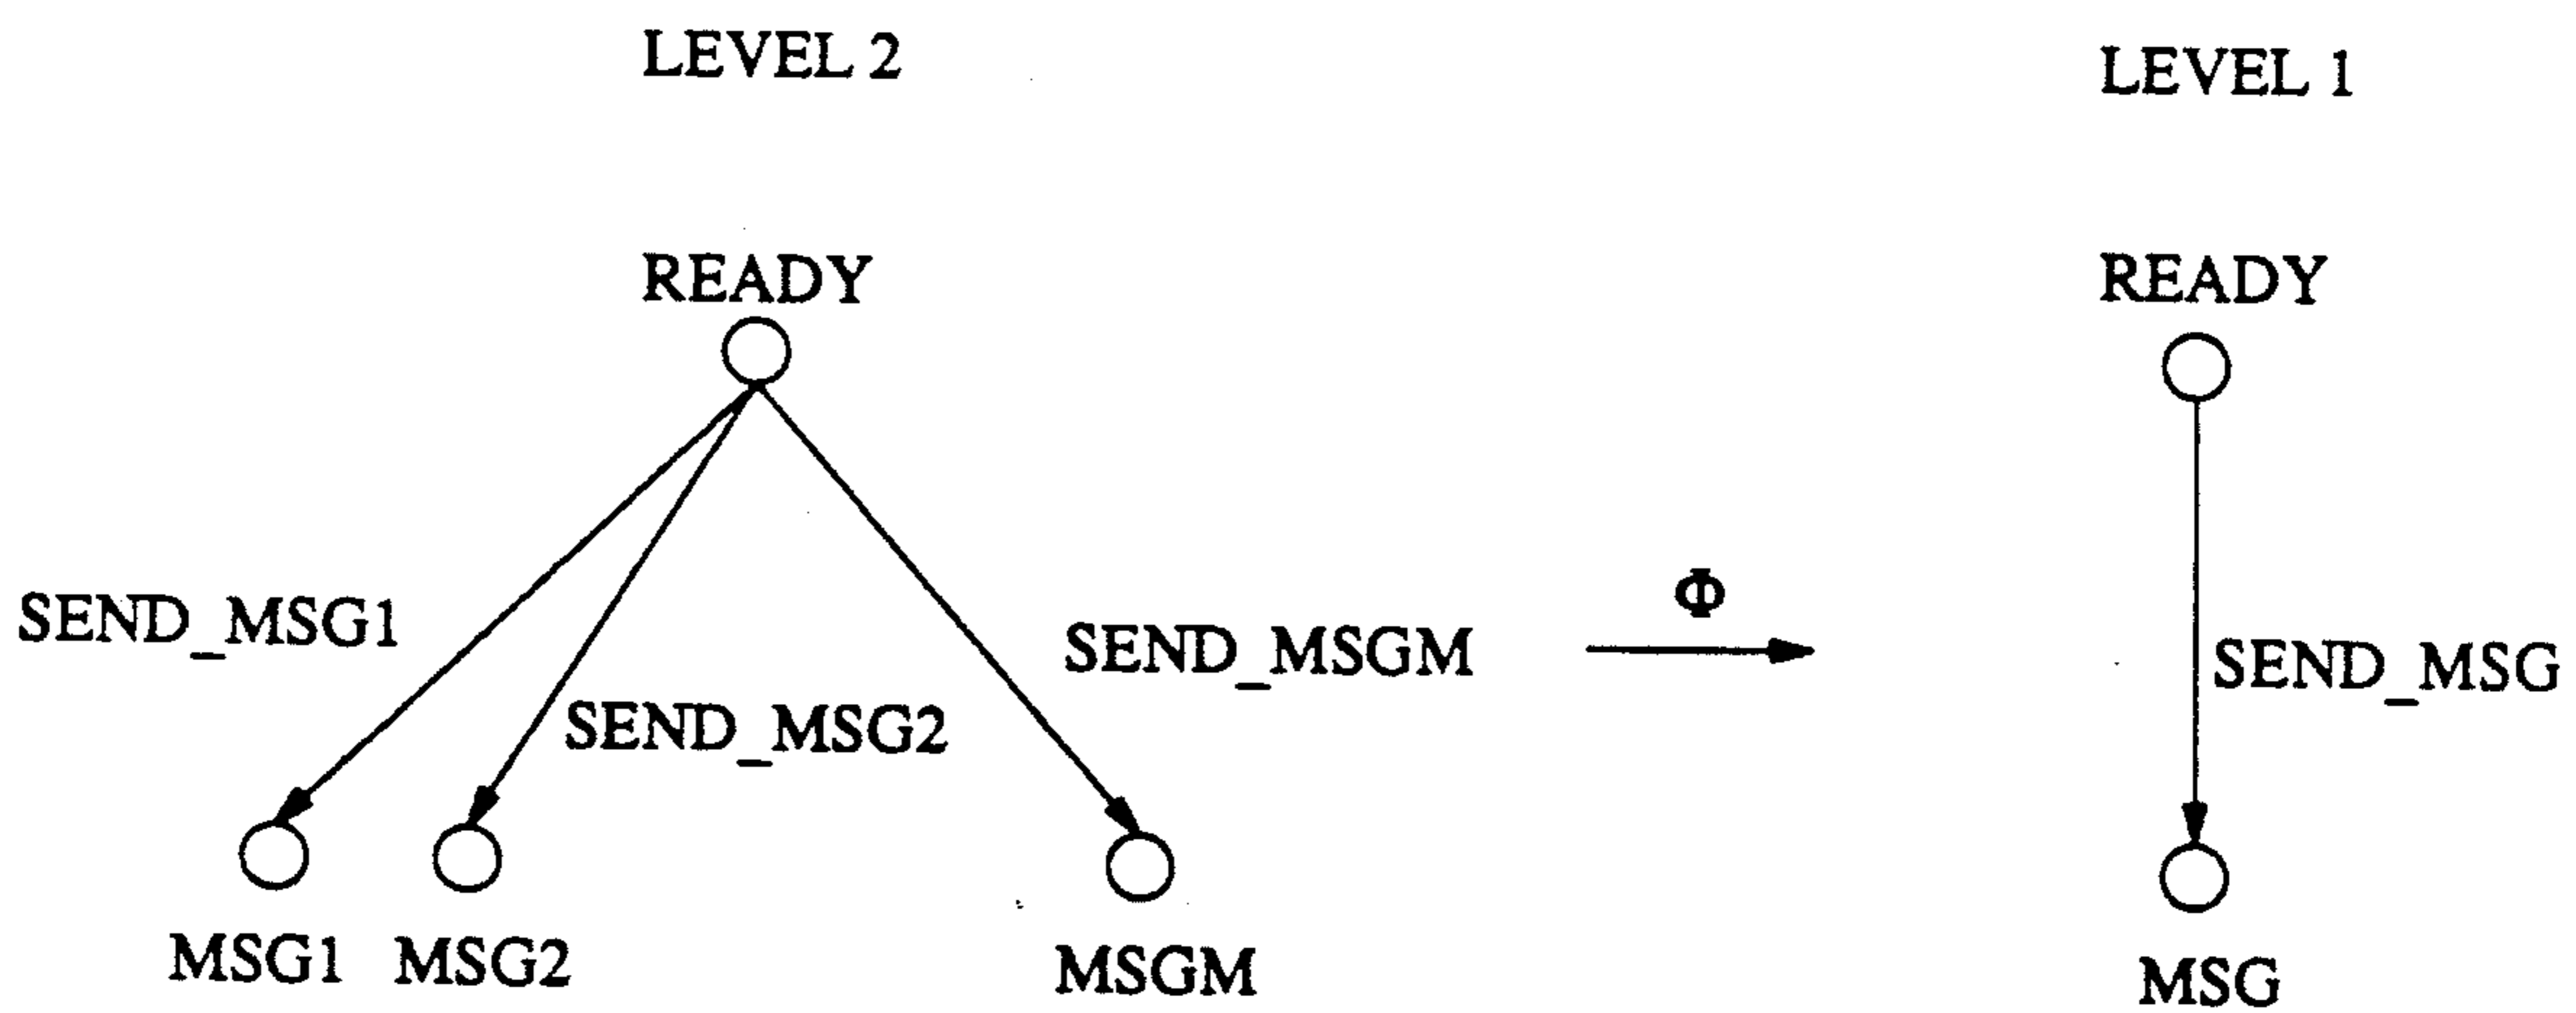 LEVEL 2
LEVEL 1
READY
READY
SEND_MSG1
SEND_MSG2
SEND_MSGM
Φ
SEND_MSG
MSG1
MSG2
MSGM
MSG